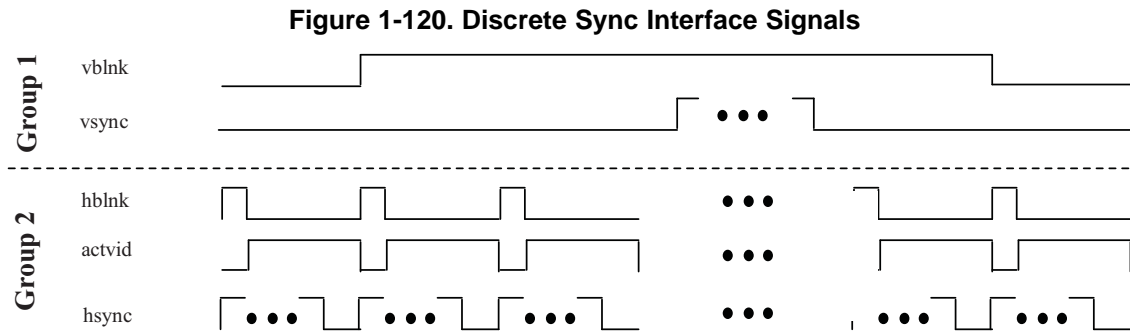 Figure 1-120. Discrete Sync Interface Signals
Group 1
vblnk
vsync
Group 2
hblnk
actvid
hsync